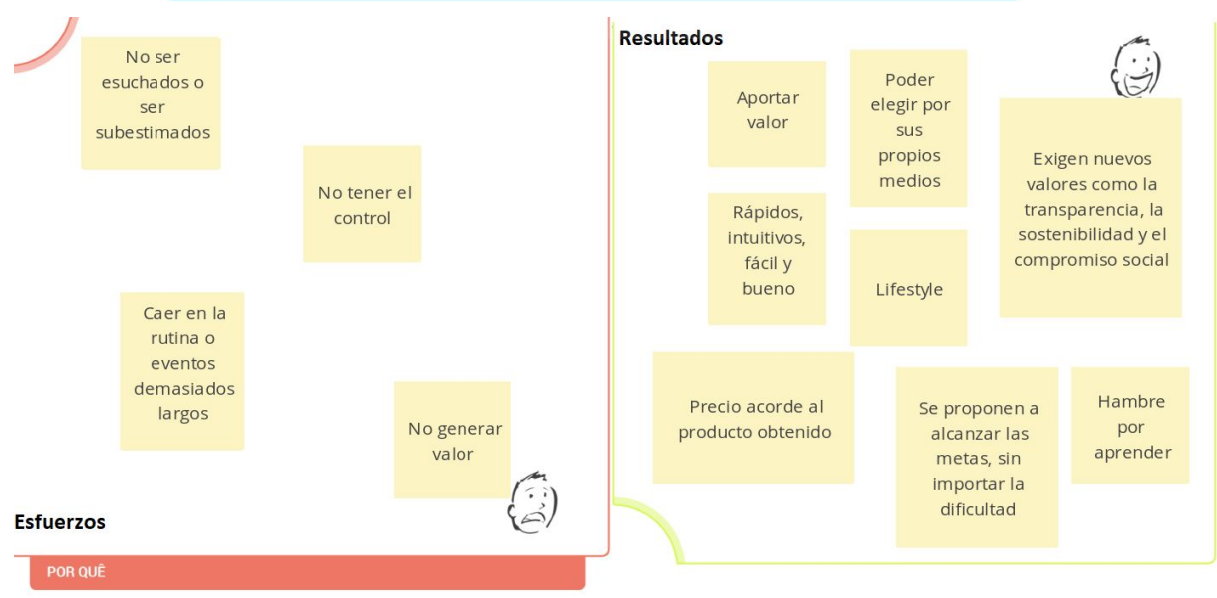 No ser
esuchados o
ser
subestimados
No tener el
control
Caer en la
rutina o
eventos
demasiados
largos
No generar
valor
Esfuerzos
POR QUÊ
Resultados
Aportar
valor
Poder
elegir por
sus
propios
medios
Exigen nuevos
valores como la
transparencia, la
sostenibilidad y el
compromiso social
Rápidos,
intuitivos,
fácil y
bueno
Lifestyle
Precio acorde al
producto obtenido
Se proponen a
alcanzar las
metas, sin
importar la
dificultad
Hambre
por
aprender